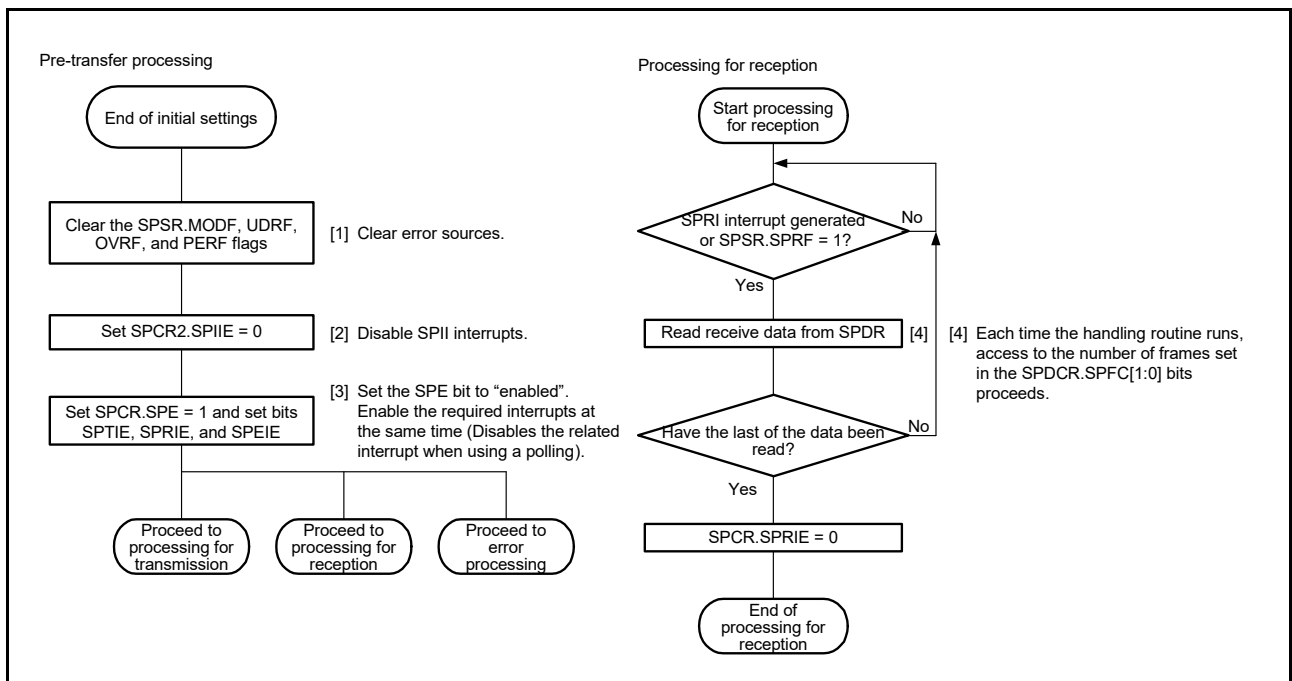 Pre-transfer processing
End of initial settings
Clear the SPSR.MODF, UDRF,
OVRF, and PERF flags
[1] Clear error sources.
Set SPCR2.SPIIE = 0
[2] Disable SPII interrupts.
Set SPCR.SPE = 1 and set bits
SPTIE, SPRIE, and SPEIE
[3] Set the SPE bit to “enabled”.
Enable the required interrupts at
the same time (Disables the related
interrupt when using a polling).
Proceed to
processing for
transmission
Proceed to
processing for
reception
Proceed to
error
processing
Processing for reception
Start processing
for reception
SPRI interrupt generated
or SPSR.SPRF = 1?
No
Yes
Read receive data from SPDR
[4]
[4] Each time the handling routine runs,
access to the number of frames set
in the SPDCR.SPFC[1:0] bits
proceeds.
Have the last of the data been
read?
No
Yes
SPCR.SPRIE = 0
End of
processing for
reception